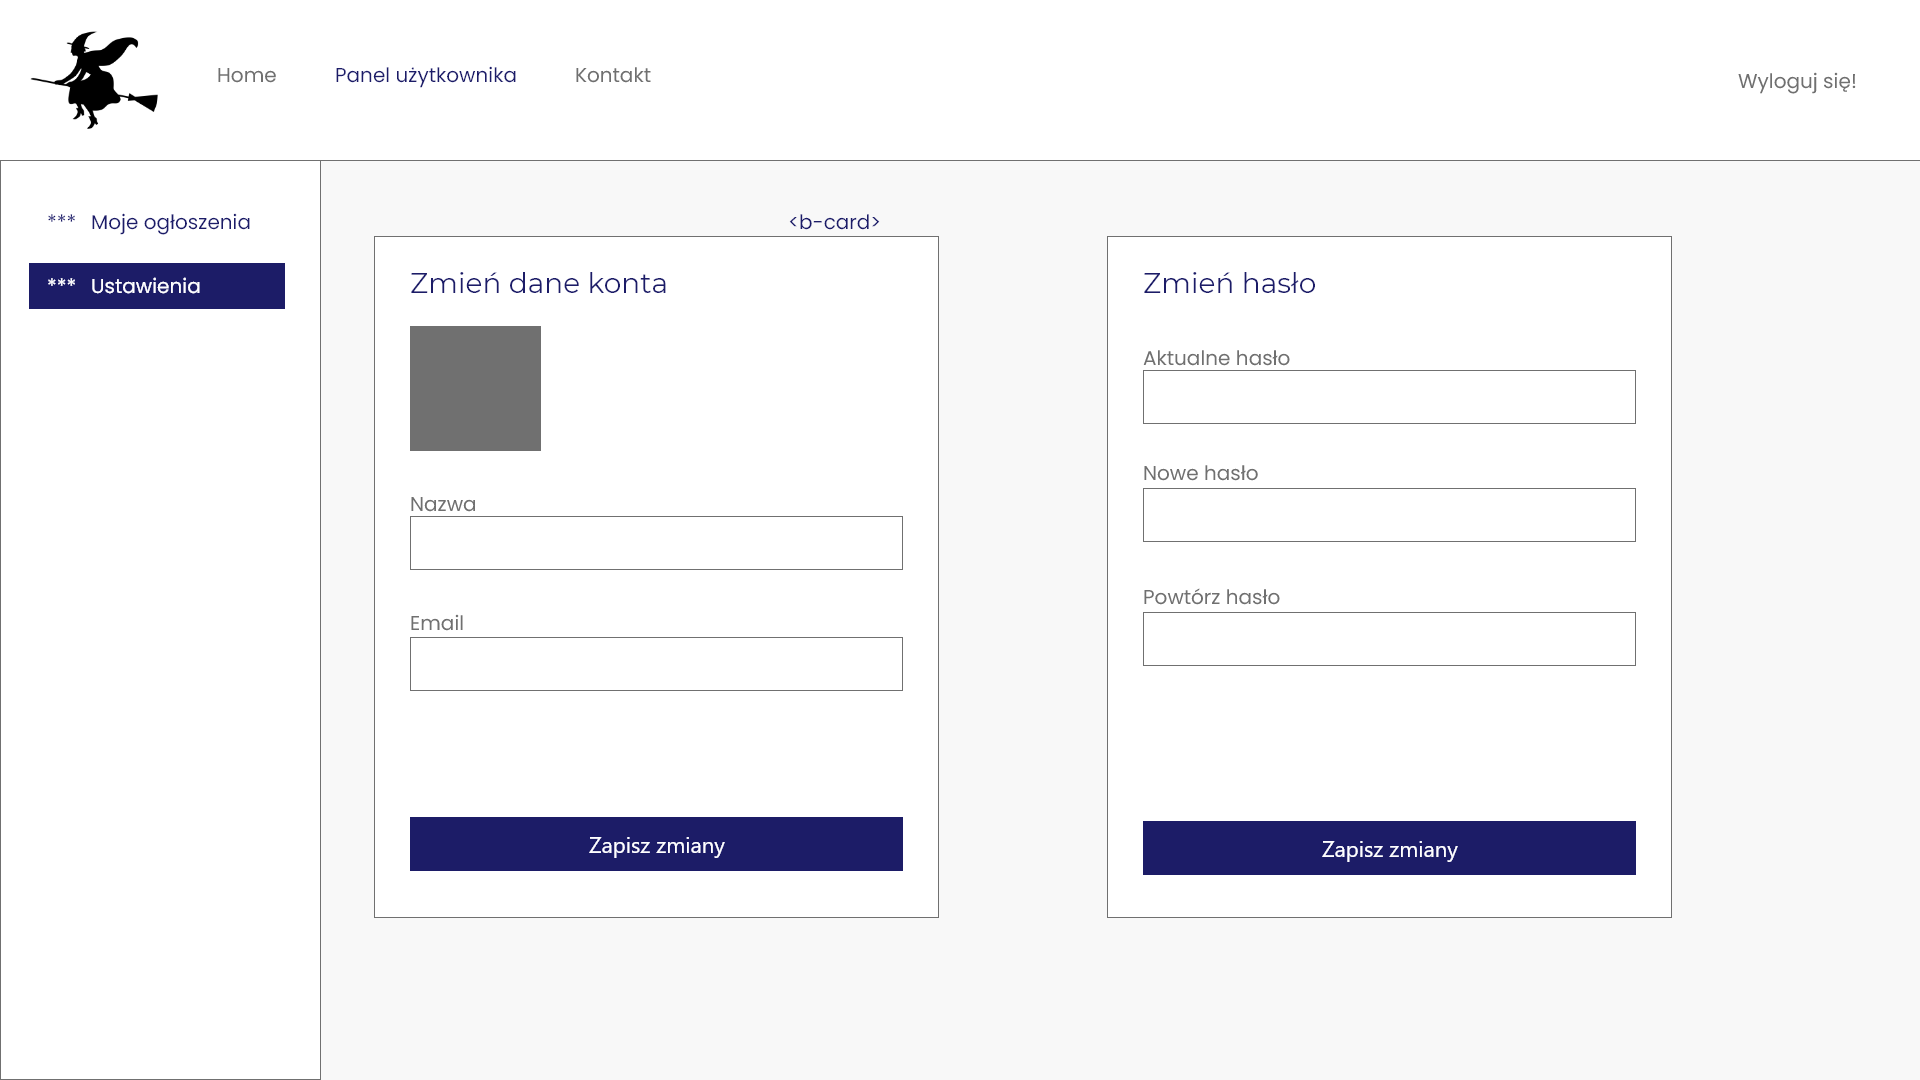 Home
Panel użytkownika
Kontakt
Wyloguj się!
*** Moje ogłoszenia
*** Ustawienia
<b-card>
Zmień dane konta
Nazwa
Email
Zapisz zmiany
Zmień hasło
Aktualne hasło
Nowe hasło
Powtórz hasło
Zapisz zmiany